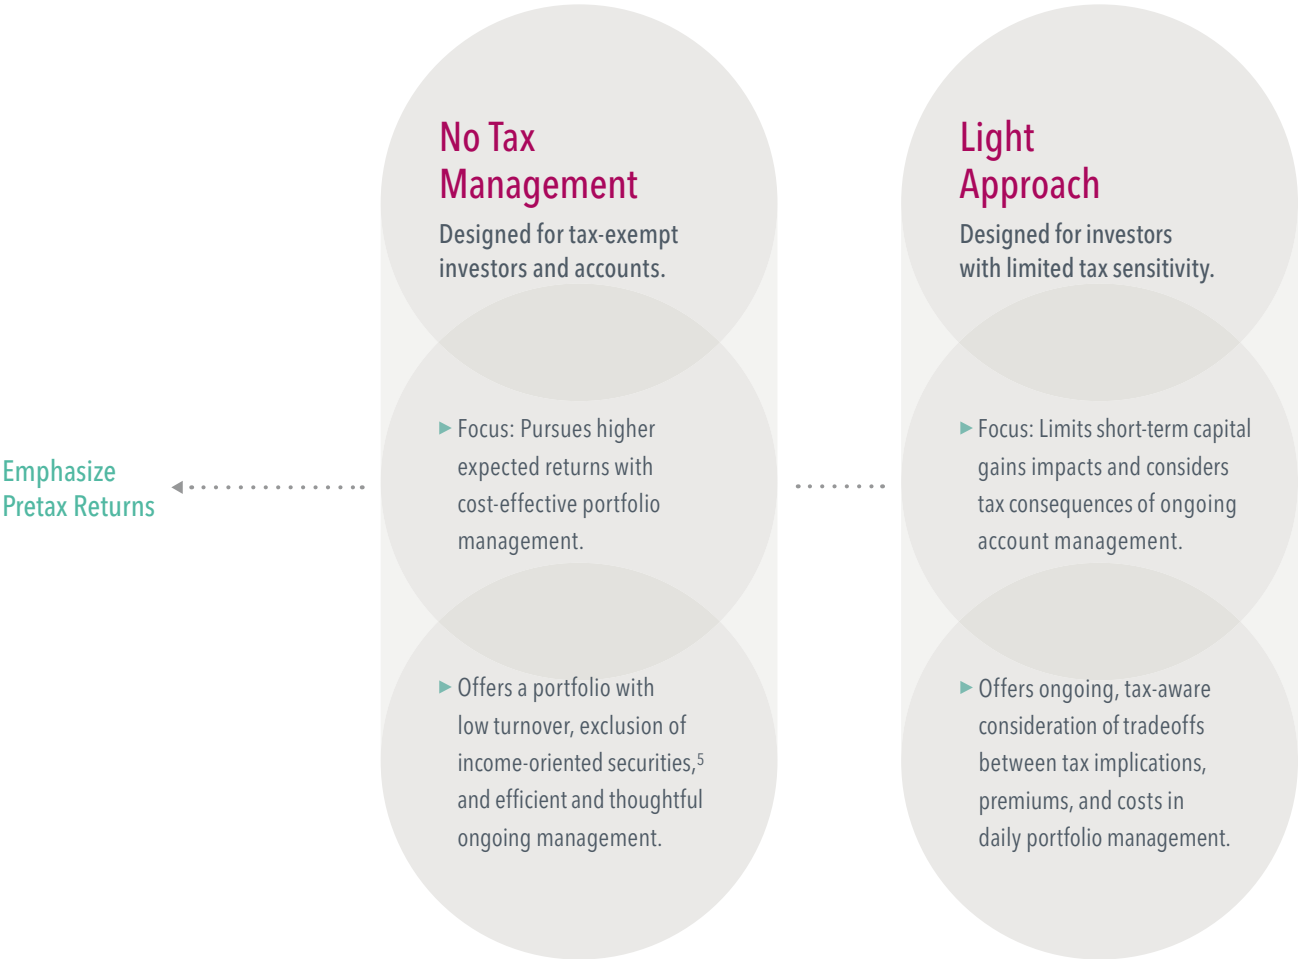 Emphasize
Pretax Returns
No Tax
Management
Designed for tax-exempt
investors and accounts.
► Focus: Pursues higher
expected returns with
cost-effective portfolio
management.
► Offers a portfolio with
low turnover, exclusion of
income-oriented securities,⁵
and efficient and thoughtful
ongoing management.
Light
Approach
Designed for investors
with limited tax sensitivity.
► Focus: Limits short-term capital
gains impacts and considers
tax consequences of ongoing
account management.
► Offers ongoing, tax-aware
consideration of tradeoffs
between tax implications,
premiums, and costs in
daily portfolio management.